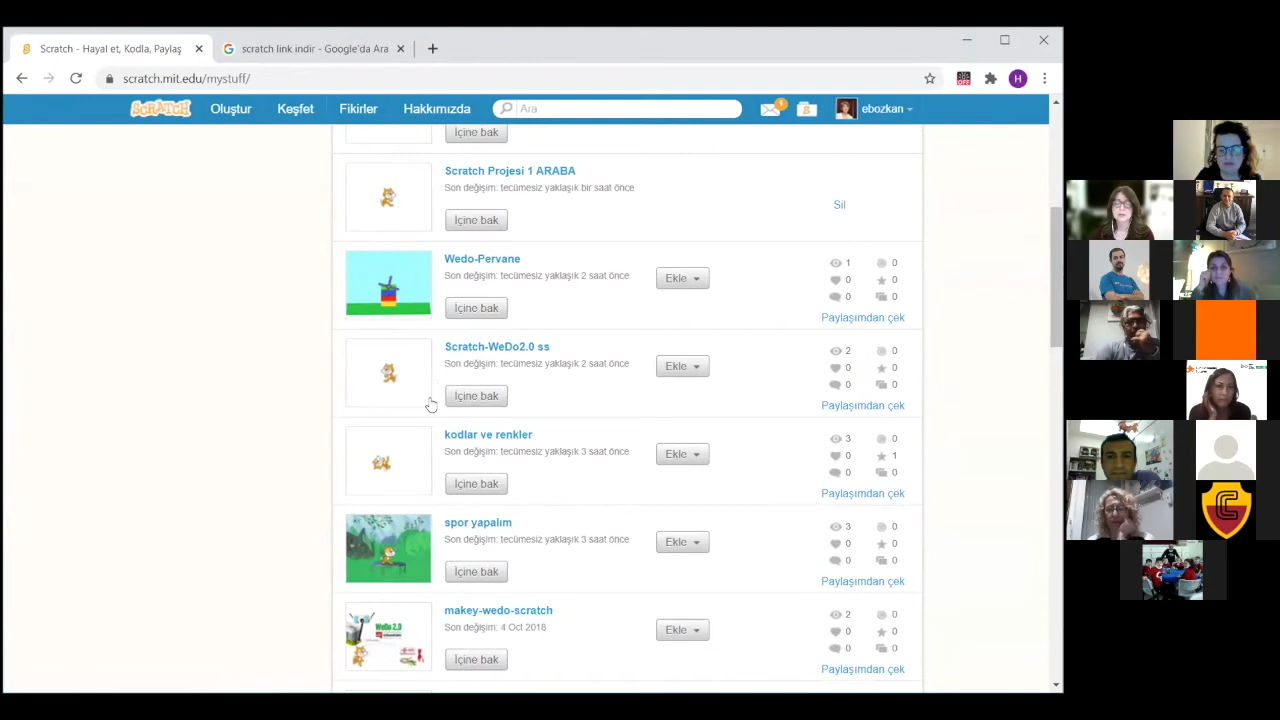 Scratch - Hayal et, Kodla, Paylaş
scratch link indir - Google'da Ara
scratch.mit.edu/mystuff/
OFF
H
SCRATCH
Oluştur
Keşfet
Fikirler
Hakkımızda
Ara
ebozkan
İçine bak
Scratch Projesi 1 ARABA
Son değişim: tecümesiz yaklaşık bir saat önce
Sil
İçine bak
Wedo-Pervane
Son değişim: tecümesiz yaklaşık 2 saat önce
Ekle
1 0
0 0
0 0
İçine bak
Paylaşımdan çek
Scratch-WeDo2.0 ss
Son değişim: tecümesiz yaklaşık 2 saat önce
Ekle
2 0
0 0
0 0
İçine bak
Paylaşımdan çek
kodlar ve renkler
Son değişim: tecümesiz yaklaşık 3 saat önce
Ekle
3 0
0 1
0 0
İçine bak
Paylaşımdan çek
spor yapalım
Son değişim: tecümesiz yaklaşık 3 saat önce
Ekle
3 0
0 0
0 0
İçine bak
Paylaşımdan çek
makey-wedo-scratch
Son değişim: 4 Oct 2018
Ekle
2 0
0 0
0 0
WeDo 2.0
İçine bak
Paylaşımdan çek